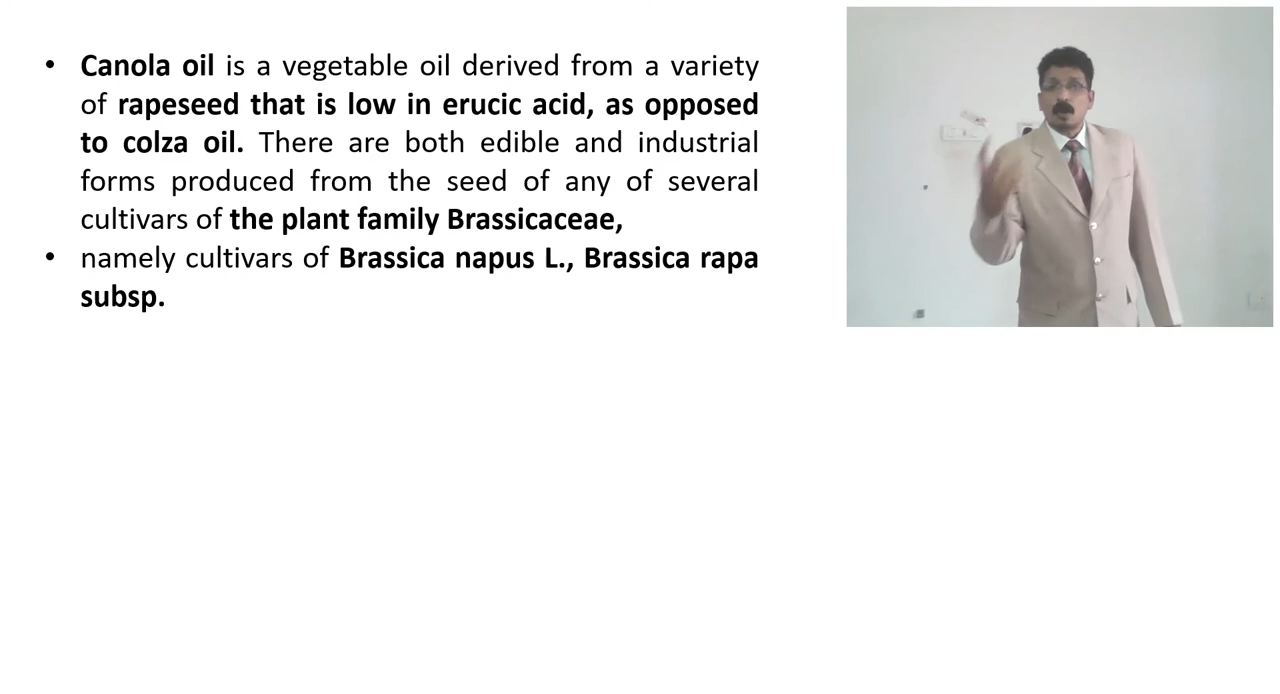 • Canola oil is a vegetable oil derived from a variety
of rapeseed that is low in erucic acid, as opposed
to colza oil. There are both edible and industrial
forms produced from the seed of any of several
cultivars of the plant family Brassicaceae,
• namely cultivars of Brassica napus L., Brassica rapa
subsp.